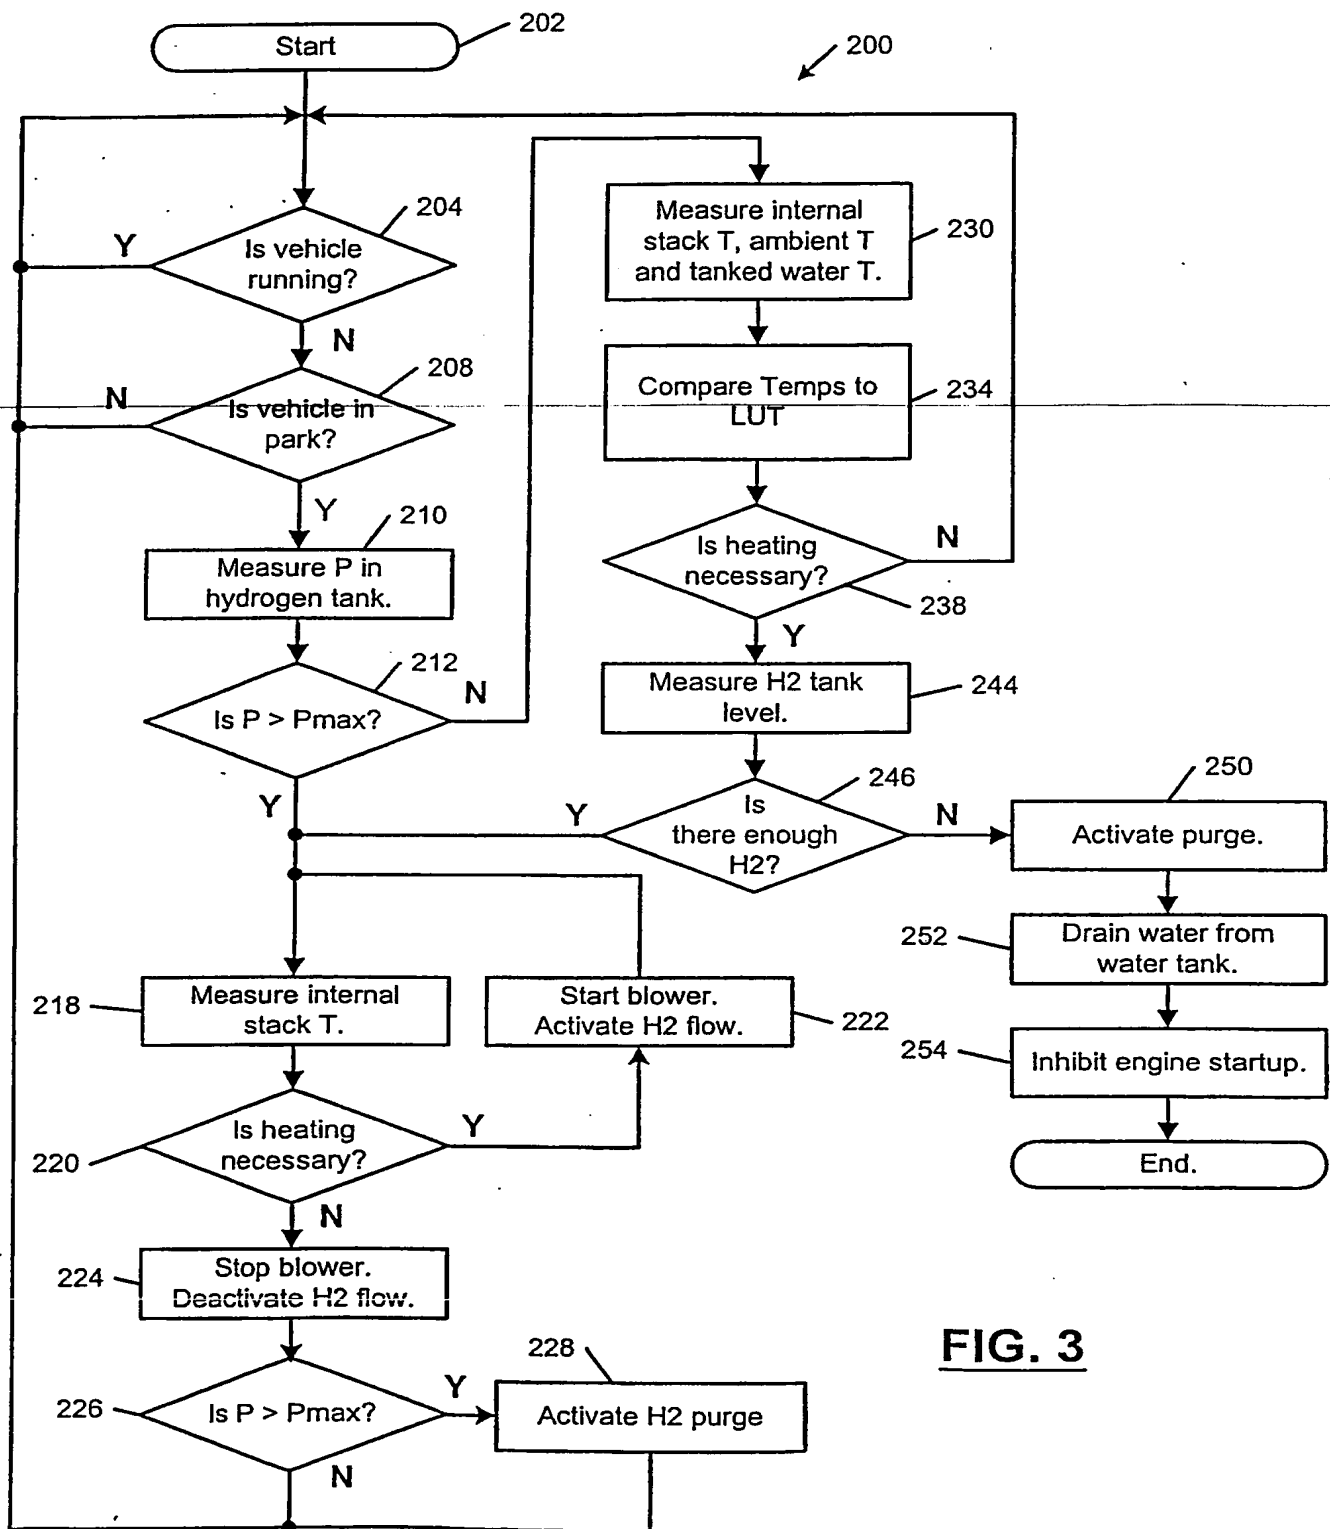 Start
202
200
204
Y
Is vehicle
running?
N
208
N
Is vehicle in
park?
Y
210
Measure P in
hydrogen tank.
212
N
Is P > Pmax?
Y
Measure internal
stack T, ambient T
and tanked water T.
230
Compare Temps to
LUT
234
Is heating
necessary?
N
238
Y
Measure H2 tank
level.
244
246
Y
Is
there enough
H2?
N
250
Activate purge.
252
Drain water from
water tank.
254
Inhibit engine startup.
End.
218
Measure internal
stack T.
Start blower.
Activate H2 flow.
222
Is heating
necessary?
Y
220
N
224
Stop blower.
Deactivate H2 flow.
228
226
Is P > Pmax?
Y
Activate H2 purge
N
FIG. 3